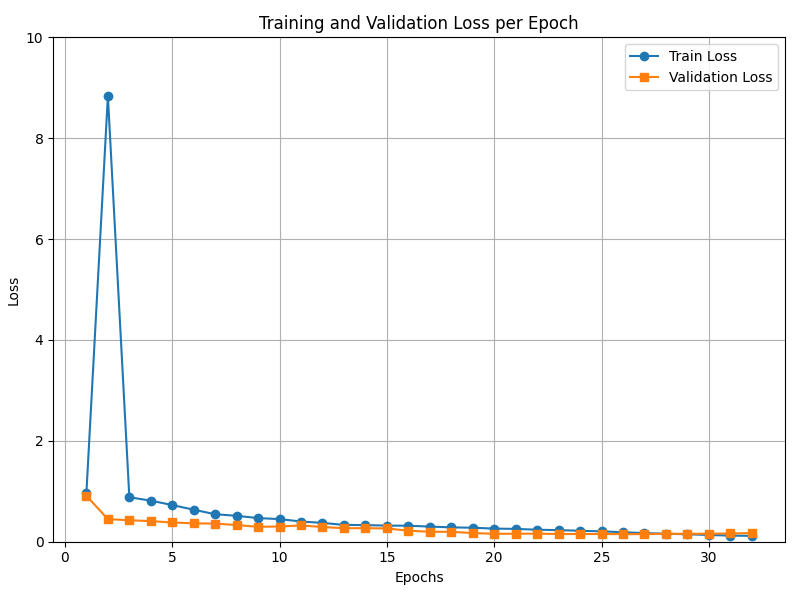 Training and Validation Loss per Epoch
Train Loss
Validation Loss
Loss
10
8
6
4
2
0
0 5 10 15 20 25 30
Epochs